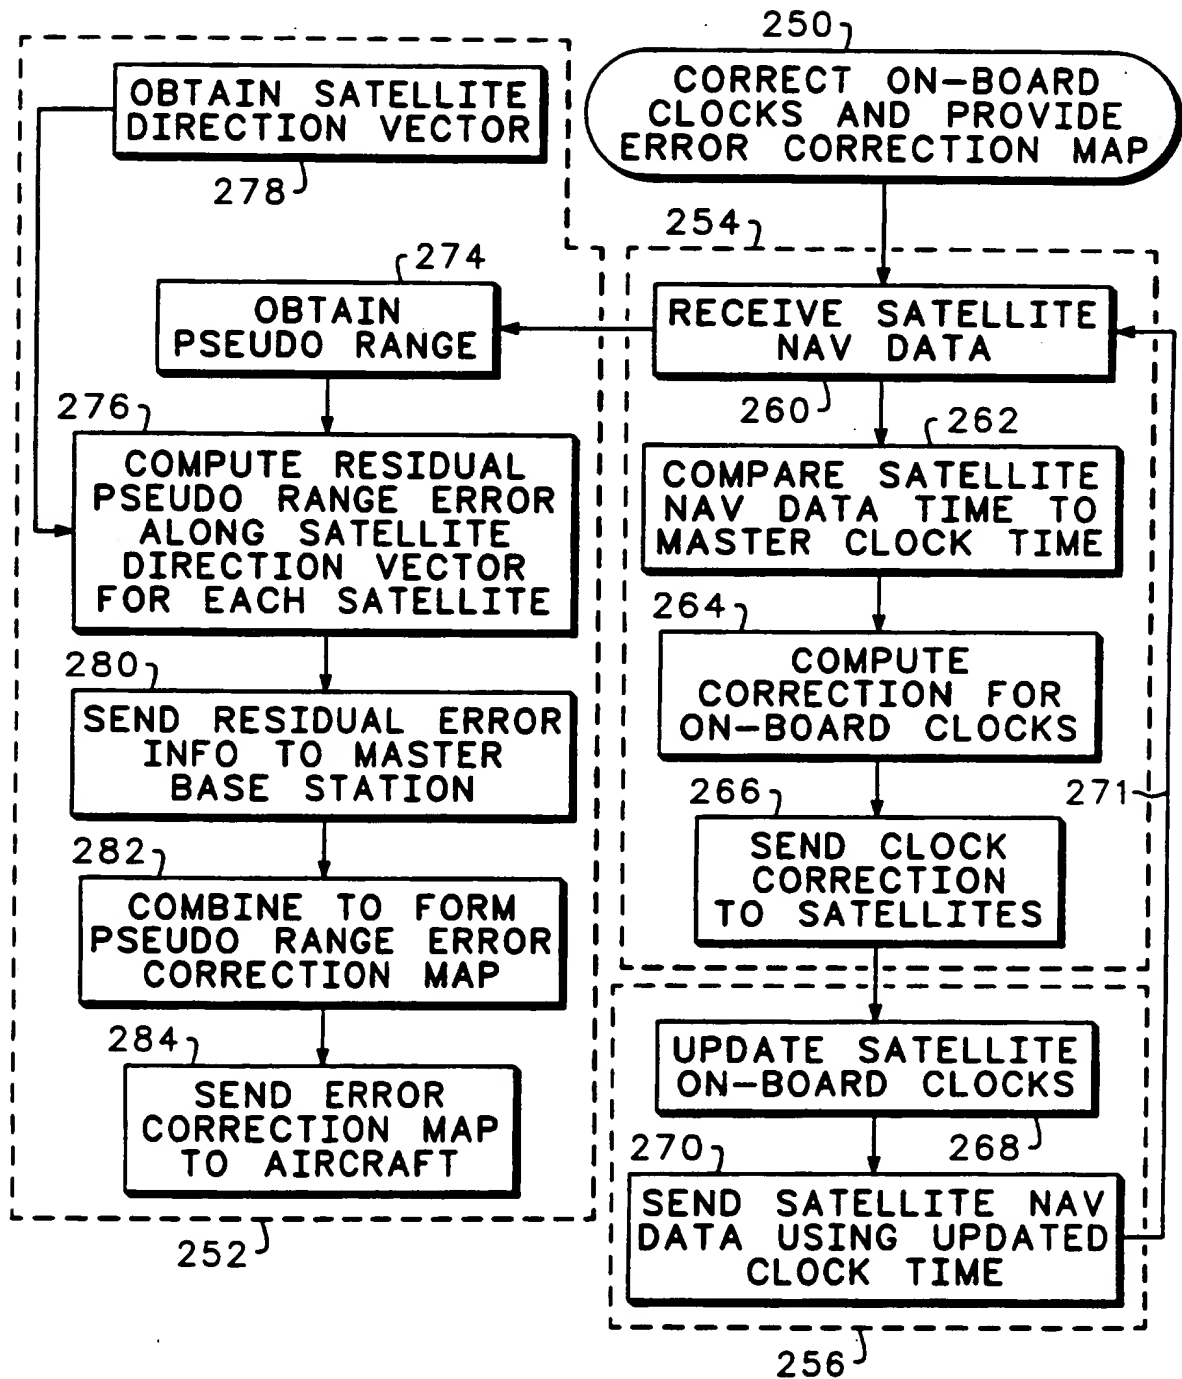 250
CORRECT ON-BOARD
CLOCKS AND PROVIDE
ERROR CORRECTION MAP
OBTAIN SATELLITE
DIRECTION VECTOR
278
254
274
OBTAIN
PSEUDO RANGE
RECEIVE SATELLITE
NAV DATA
260
276
COMPUTE RESIDUAL
PSEUDO RANGE ERROR
ALONG SATELLITE
DIRECTION VECTOR
FOR EACH SATELLITE
262
COMPARE SATELLITE
NAV DATA TIME TO
MASTER CLOCK TIME
264
COMPUTE
CORRECTION FOR
ON-BOARD CLOCKS
280
SEND RESIDUAL ERROR
INFO TO MASTER
BASE STATION
266
271
SEND CLOCK
CORRECTION
TO SATELLITES
282
COMBINE TO FORM
PSEUDO RANGE ERROR
CORRECTION MAP
284
SEND ERROR
CORRECTION MAP
TO AIRCRAFT
252
UPDATE SATELLITE
ON-BOARD CLOCKS
268
270
SEND SATELLITE NAV
DATA USING UPDATED
CLOCK TIME
256